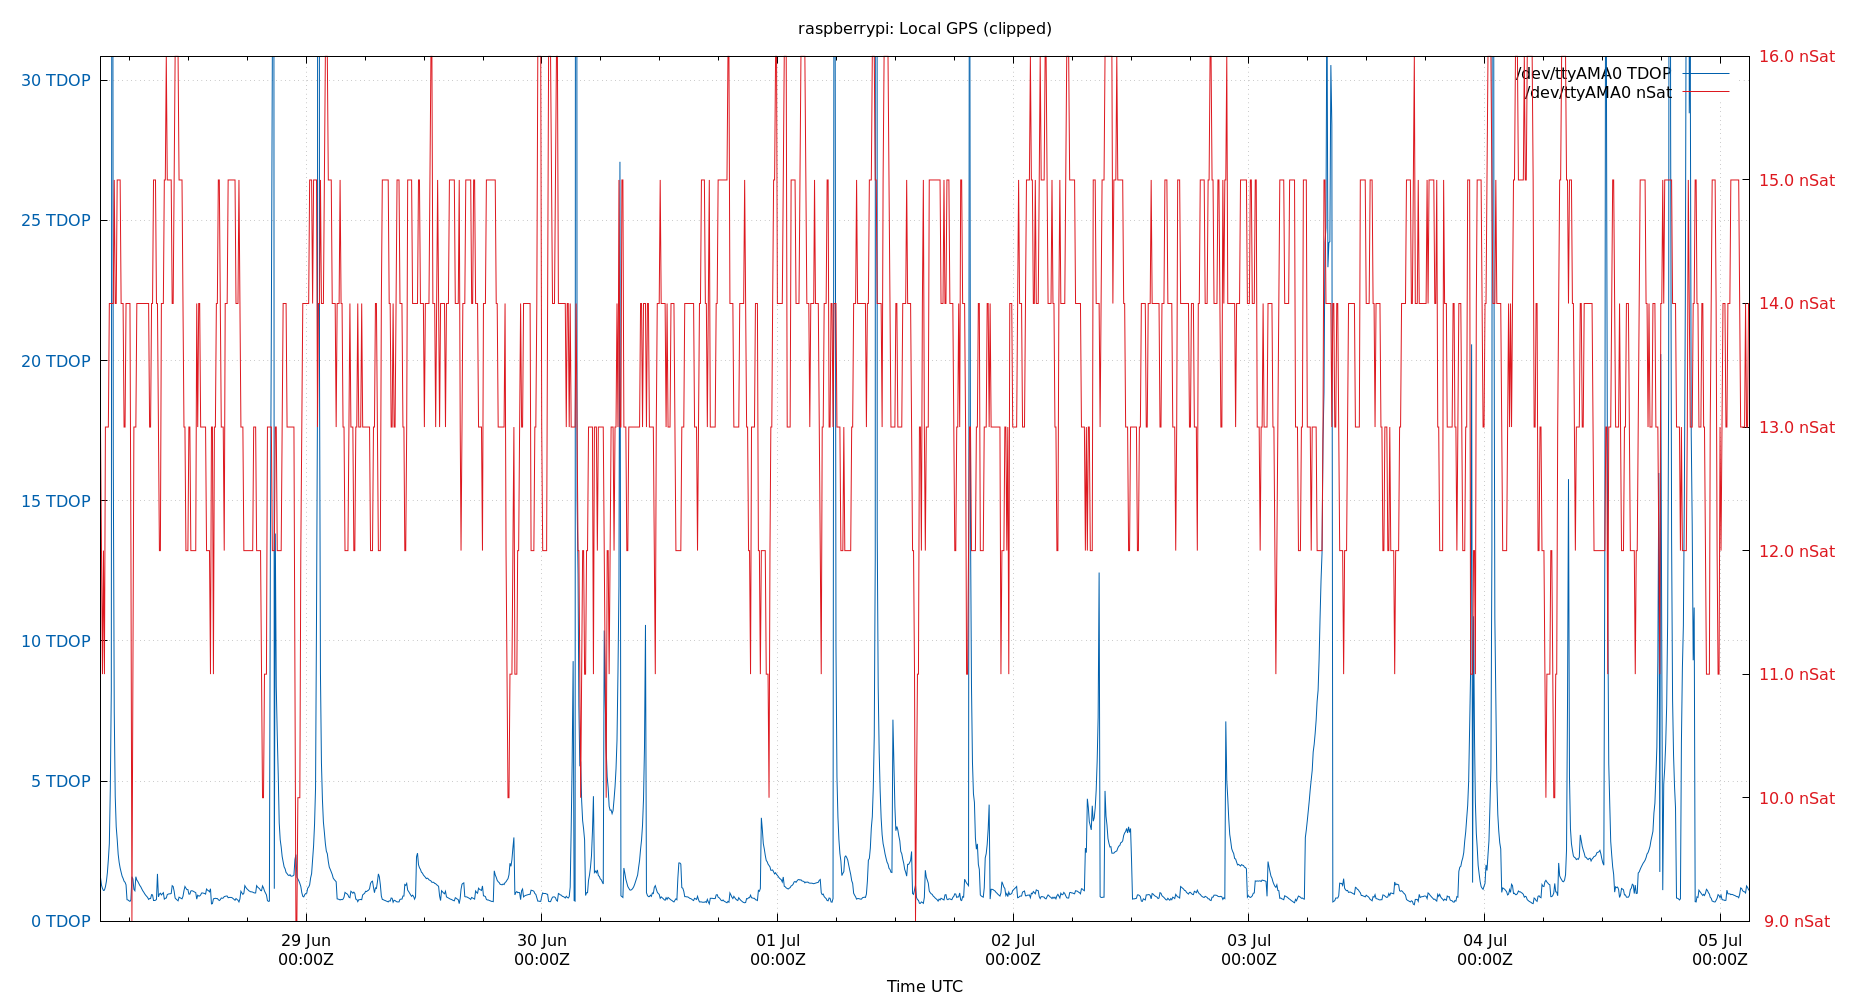 raspberrypi: Local GPS (clipped)
/dev/ttyAMA0 TDOP
/dev/ttyAMA0 nSat
30 TDOP
25 TDOP
20 TDOP
15 TDOP
10 TDOP
5 TDOP
0 TDOP
16.0 nSat
15.0 nSat
14.0 nSat
13.0 nSat
12.0 nSat
11.0 nSat
10.0 nSat
9.0 nSat
29 Jun
00:00Z
30 Jun
00:00Z
01 Jul
00:00Z
02 Jul
00:00Z
03 Jul
00:00Z
04 Jul
00:00Z
05 Jul
00:00Z
Time UTC